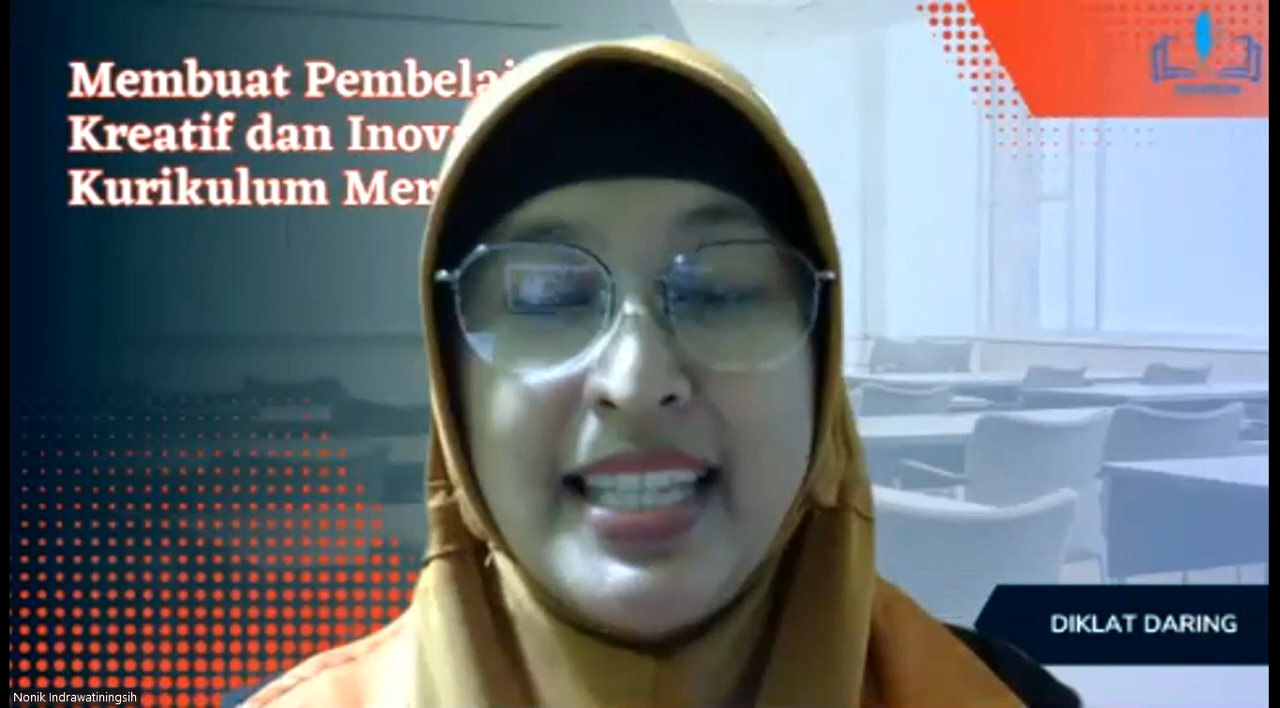 Membuat Pembelaj
Kreatif dan Inov
Kurikulum Mer
DIKLAT DARING
Nonik Indrawatiningsih